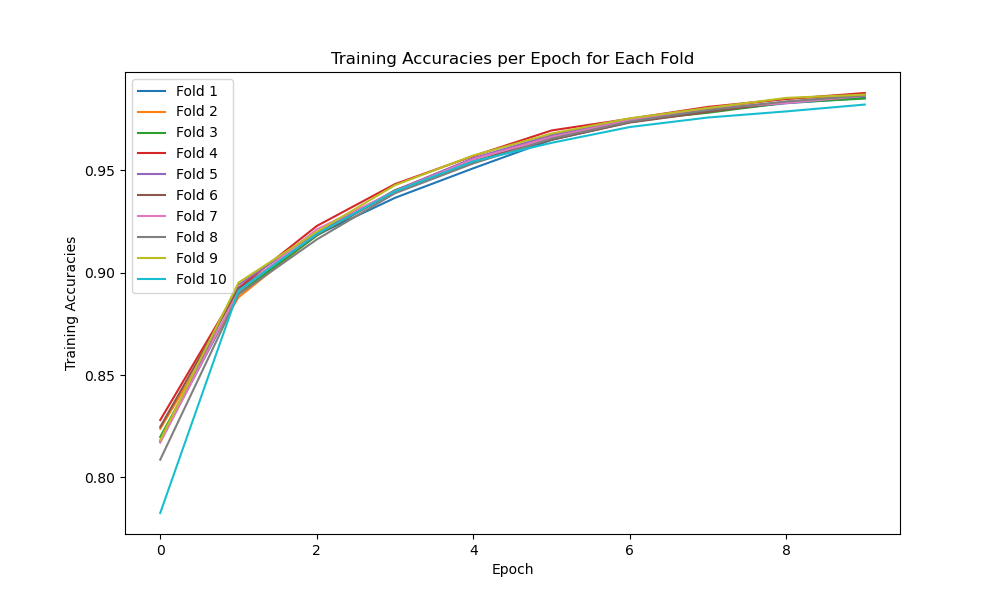 Training Accuracies per Epoch for Each Fold
Fold 1
Fold 2
Fold 3
Fold 4
Fold 5
Fold 6
Fold 7
Fold 8
Fold 9
Fold 10
0.95
0.90
0.85
0.80
Training Accuracies
0 2 4 6 8
Epoch